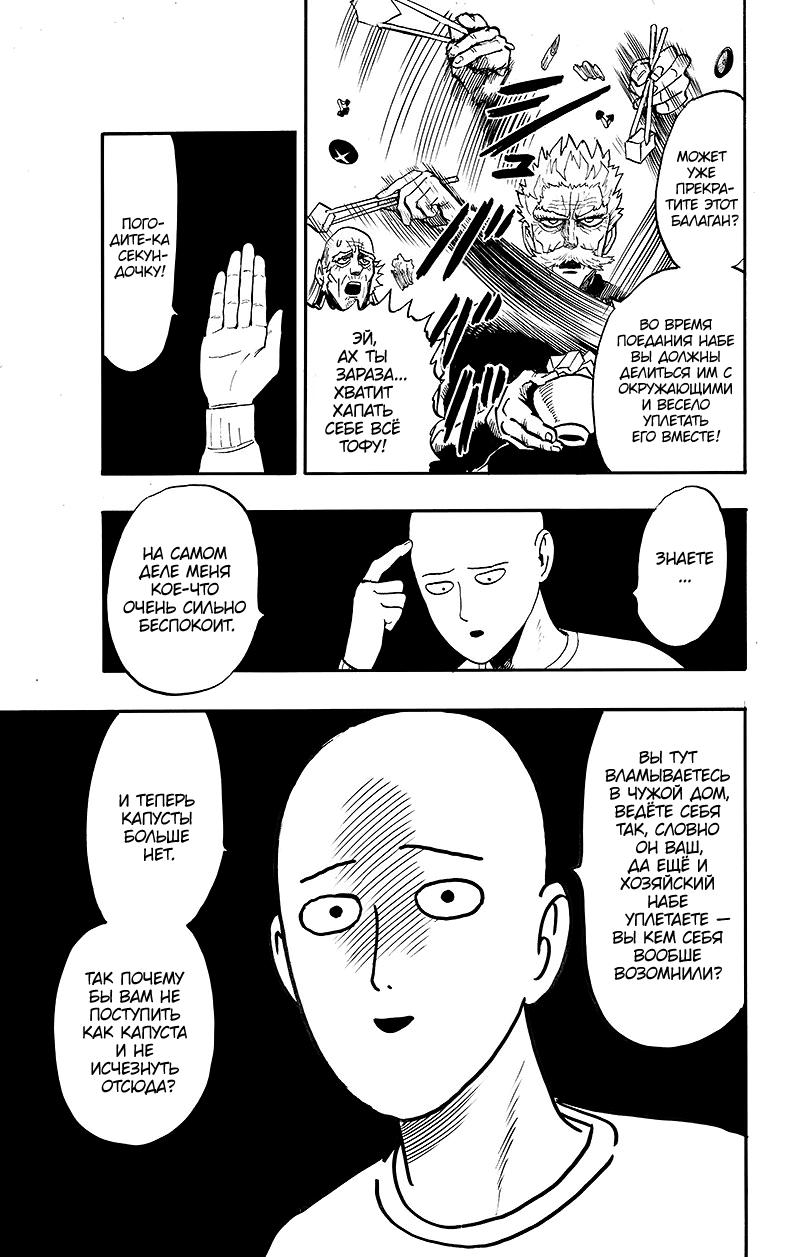 МОЖЕТ
УЖЕ
ПРЕКРА-
ТИТЕ ЭТОТ
БАЛАГАН?
ВО ВРЕМЯ
ПОЕДАНИЯ НАБЕ
ВЫ ДОЛЖНЫ
ДЕЛИТЬСЯ ИМ С
ОКРУЖАЮЩИМИ
И ВЕСЕЛО
УПЛЕТАТЬ
ЕГО ВМЕСТЕ!
ЭЙ,
АХ ТЫ
ЗАРАЗА...
ХВАТИТ
ХАПАТЬ
СЕБЕ ВСЁ
ТОФУ!
ПОГО-
ДИТЕ-КА
СЕКУН-
ДОЧКУ!
ЗНАЕТЕ
...
НА САМОМ
ДЕЛЕ МЕНЯ
КОЕ-ЧТО
ОЧЕНЬ СИЛЬНО
БЕСПОКОИТ.
ВЫ ТУТ
ВЛАМЫВАЕТЕСЬ
В ЧУЖОЙ ДОМ,
ВЕДЁТЕ СЕБЯ
ТАК, СЛОВНО
ОН ВАШ,
ДА ЕЩЁ И
ХОЗЯЙСКИЙ
НАБЕ
УПЛЕТАЕТЕ —
ВЫ КЕМ СЕБЯ
ВООБЩЕ
ВОЗОМНИЛИ?
И ТЕПЕРЬ
КАПУСТЫ
БОЛЬШЕ
НЕТ.
ТАК ПОЧЕМУ
БЫ ВАМ НЕ
ПОСТУПИТЬ
КАК КАПУСТА
И НЕ
ИСЧЕЗНУТЬ
ОТСЮДА?